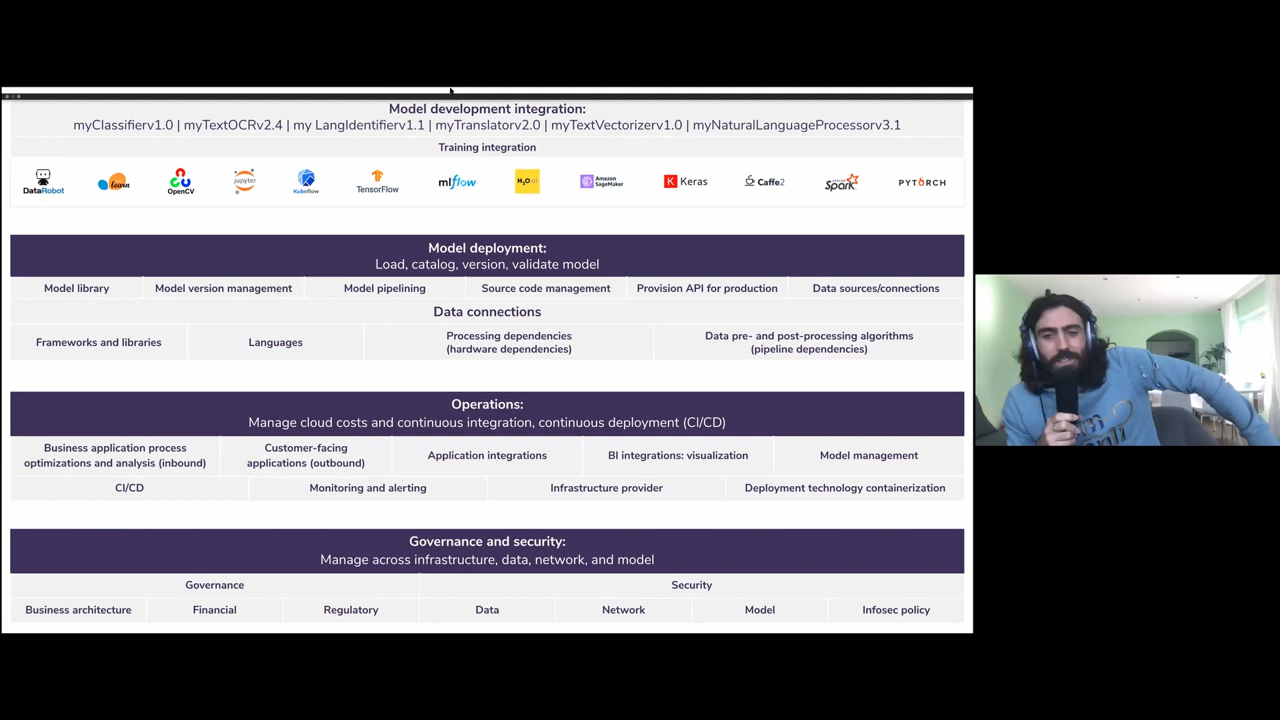 Model development integration:
myClassifierv1.0 | myTextOCRv2.4 | my LangIdentifierv1.1 | myTranslatorv2.0 | myTextVectorizerv1.0 | myNaturalLanguageProcessorv3.1
Training integration
DataRobot
learn
OpenCV
jupyter
Kubeflow
TensorFlow
mlflow
H2O.ai
Amazon
SageMaker
Keras
Caffe2
APACHE
Spark
PYTORCH
Model deployment:
Load, catalog, version, validate model
Model library
Model version management
Model pipelining
Source code management
Provision API for production
Data sources/connections
Data connections
Frameworks and libraries
Languages
Processing dependencies
(hardware dependencies)
Data pre- and post-processing algorithms
(pipeline dependencies)
Operations:
Manage cloud costs and continuous integration, continuous deployment (CI/CD)
Business application process
optimizations and analysis (inbound)
Customer-facing
applications (outbound)
Application integrations
BI integrations: visualization
Model management
CI/CD
Monitoring and alerting
Infrastructure provider
Deployment technology containerization
Governance and security:
Manage across infrastructure, data, network, and model
Governance
Security
Business architecture
Financial
Regulatory
Data
Network
Model
Infosec policy